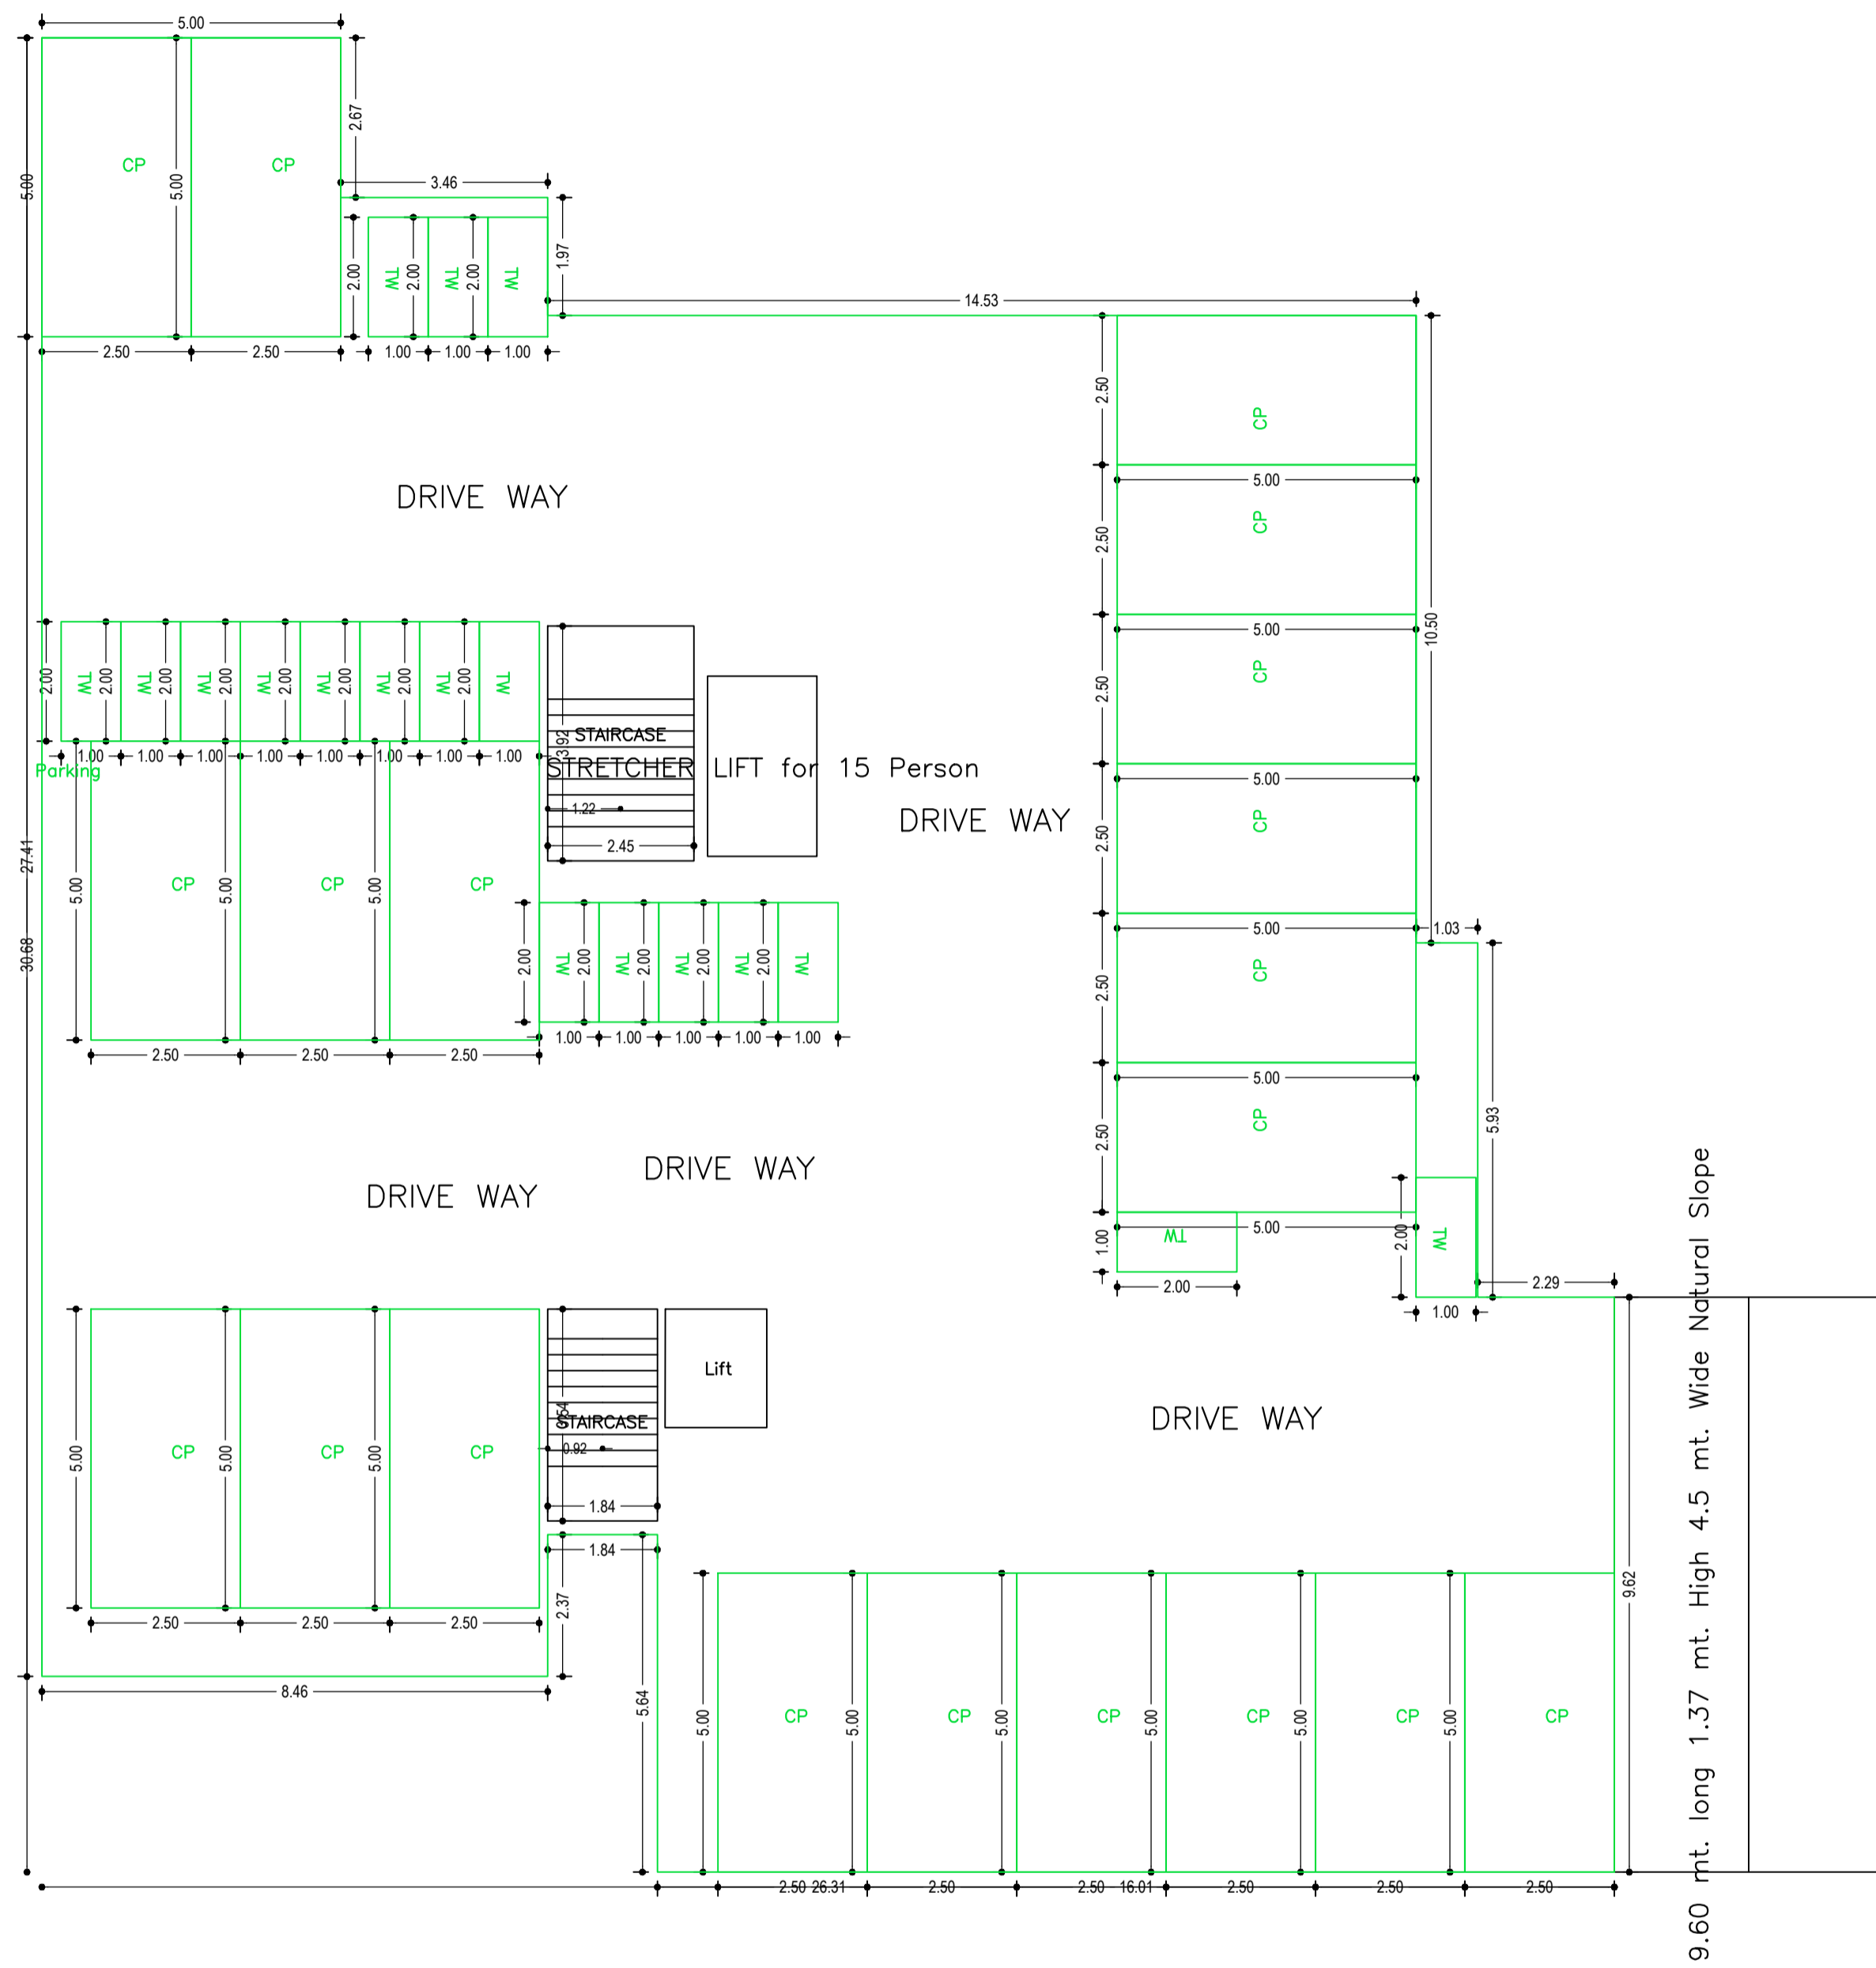 5.00
5.00
5.00
2.67
CP
CP
3.46
1.97
2.00
TW
2.00
TW
2.00
TW
14.53
2.50
2.50
1.00
1.00
1.00
2.50
CP
5.00
DRIVE WAY
2.50
CP
5.00
10.50
2.00
TW
2.00
TW
2.00
TW
2.00
TW
2.00
TW
2.00
TW
2.00
TW
2.00
TW
2.50
CP
5.00
3.92
STAIRCASE
1.00
1.00
1.00
1.00
1.00
1.00
1.00
1.00
Parking
STRETCHER LIFT for 15 Person
1.22
DRIVE WAY
2.50
CP
5.00
2.45
27.41
5.00
CP
5.00
CP
5.00
CP
1.03
30.68
2.00
TW
2.00
TW
2.00
TW
2.00
TW
2.00
TW
2.50
CP
5.00
1.00
1.00
1.00
1.00
1.00
2.50
2.50
2.50
2.50
CP
5.93
DRIVE WAY
DRIVE WAY
5.00
1.00
TW
2.00
2.00
TW
1.00
2.29
9.60 mt. long 1.37 mt. High 4.5 mt. Wide Natural Slope
Lift
STAIRCASE
3.54
0.92
DRIVE WAY
5.00
CP
5.00
CP
5.00
CP
1.84
1.84
2.37
9.62
2.50
2.50
2.50
8.46
5.64
5.00
CP
5.00
CP
5.00
CP
5.00
CP
5.00
CP
5.00
CP
2.50
26.31
2.50
2.50
16.01
2.50
2.50
2.50